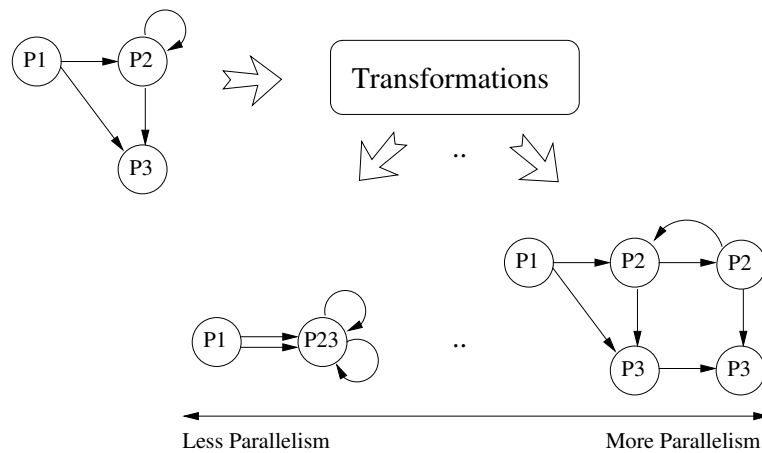 P1
P2
Transformations
P3
..
P1
P2
P2
P1
P23
..
P3
P3
Less Parallelism
More Parallelism